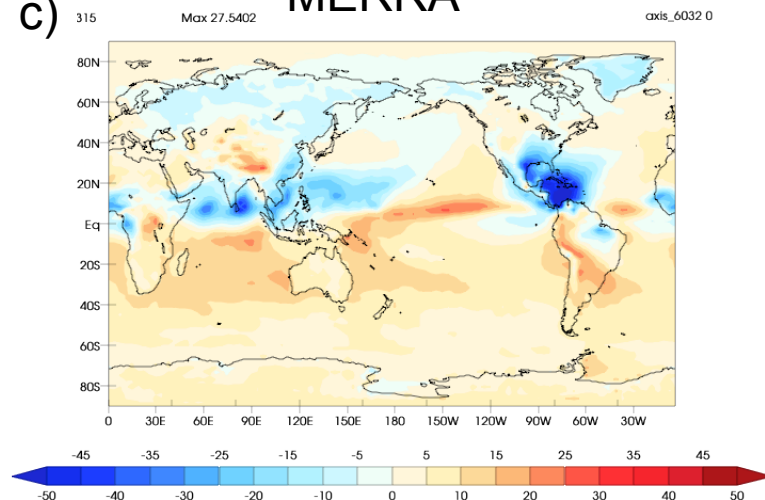 MERRA
c)
315 Max 27.5402 axis_6032 0
80N
60N
40N
20N
Eq
20S
40S
60S
80S
0 30E 60E 90E 120E 150E 180 150W 120W 90W 60W 30W
-45 -35 -25 -15 -5 5 15 25 35 45
-50 -40 -30 -20 -10 0 10 20 30 40 50